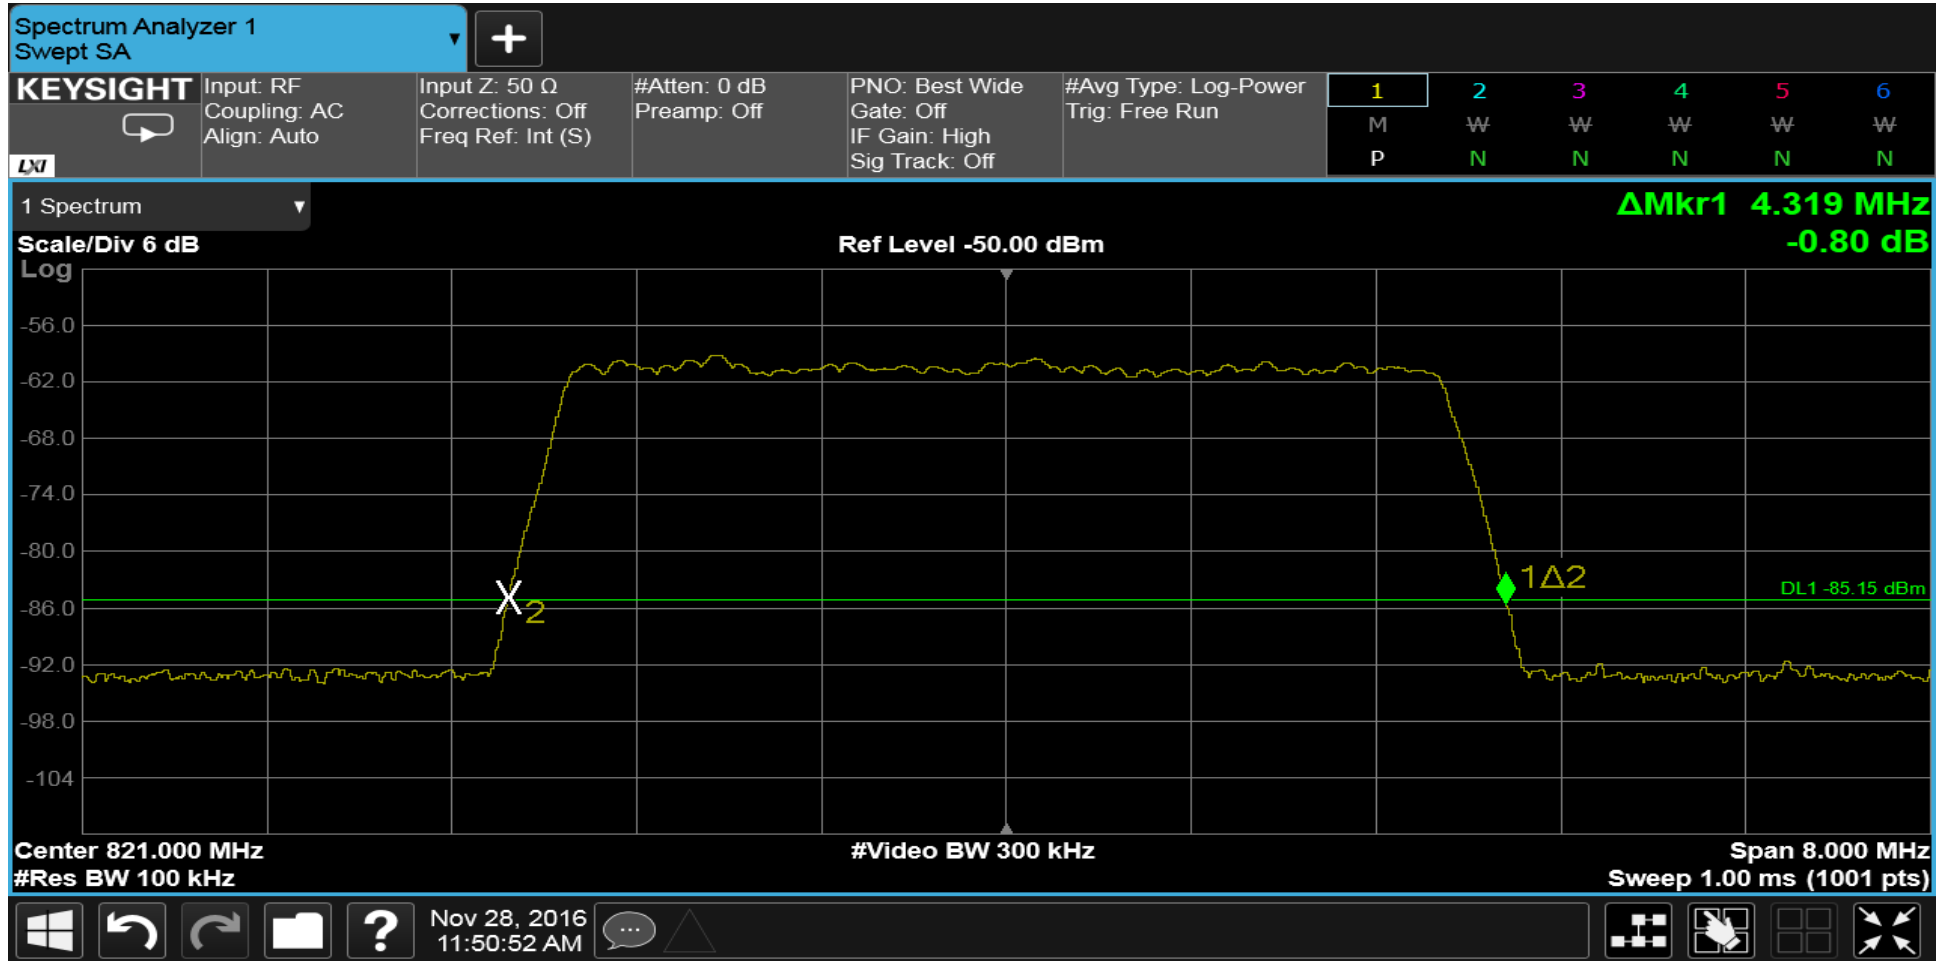 Spectrum Analyzer 1
Swept SA
KEYSIGHT
LXI
Input: RF
Coupling: AC
Align: Auto
Input Z: 50 Ω
Corrections: Off
Freq Ref: Int (S)
#Atten: 0 dB
Preamp: Off
PNO: Best Wide
Gate: Off
IF Gain: High
Sig Track: Off
#Avg Type: Log-Power
Trig: Free Run
1 2 3 4 5 6
M W W W W W
P N N N N N
1 Spectrum
ΔMkr1 4.319 MHz
-0.80 dB
Scale/Div 6 dB
Ref Level -50.00 dBm
Log
-56.0
-62.0
-68.0
-74.0
-80.0
-86.0
-92.0
-98.0
-104
X2
1Δ2
DL1 -85.15 dBm
Center 821.000 MHz
#Video BW 300 kHz
Span 8.000 MHz
#Res BW 100 kHz
Sweep 1.00 ms (1001 pts)
?
Nov 28, 2016
11:50:52 AM